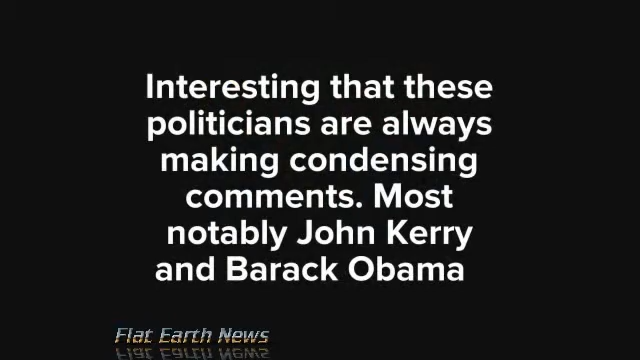 Interesting that these
politicians are always
making condensing
comments. Most
notably John Kerry
and Barack Obama
Flat Earth News